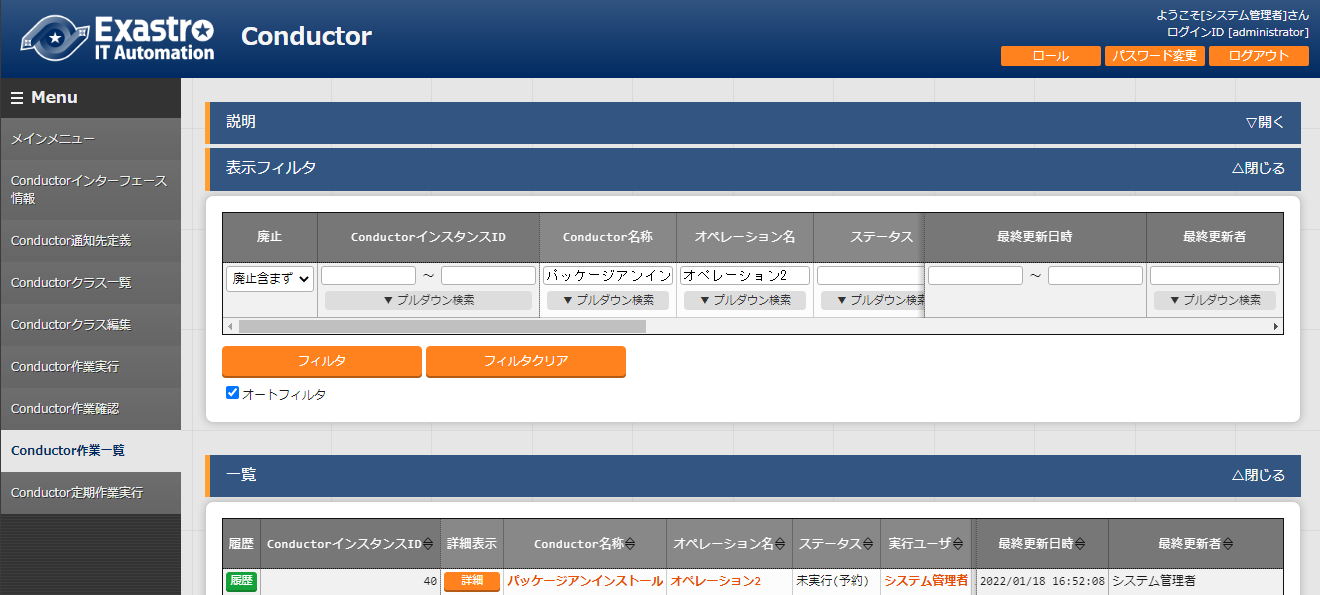 Exastro
IT Automation
Conductor
ようこそ[システム管理者]さん
ログインID [administrator]
ロール パスワード変更 ログアウト
Menu
メインメニュー
Conductorインターフェース
情報
Conductor通知先定義
Conductorクラス一覧
Conductorクラス編集
Conductor作業実行
Conductor作業確認
Conductor作業一覧
Conductor定期作業実行
説明 ▽開く
表示フィルタ △閉じる
廃止 ConductorインスタンスID Conductor名称 オペレーション名 ステータス 最終更新日時 最終更新者
廃止含まず ～ パッケージアンイン オペレーション2 ～
▼プルダウン検索 ▼プルダウン検索 ▼プルダウン検索 ▼プルダウン検索 ▼プルダウン検索
フィルタ フィルタクリア
オートフィルタ
一覧 △閉じる
履歴 ConductorインスタンスID 詳細表示 Conductor名称 オペレーション名 ステータス 実行ユーザ 最終更新日時 最終更新者
履歴 40 詳細 パッケージアンインストール オペレーション2 未実行(予約) システム管理者 2022/01/18 16:52:08 システム管理者